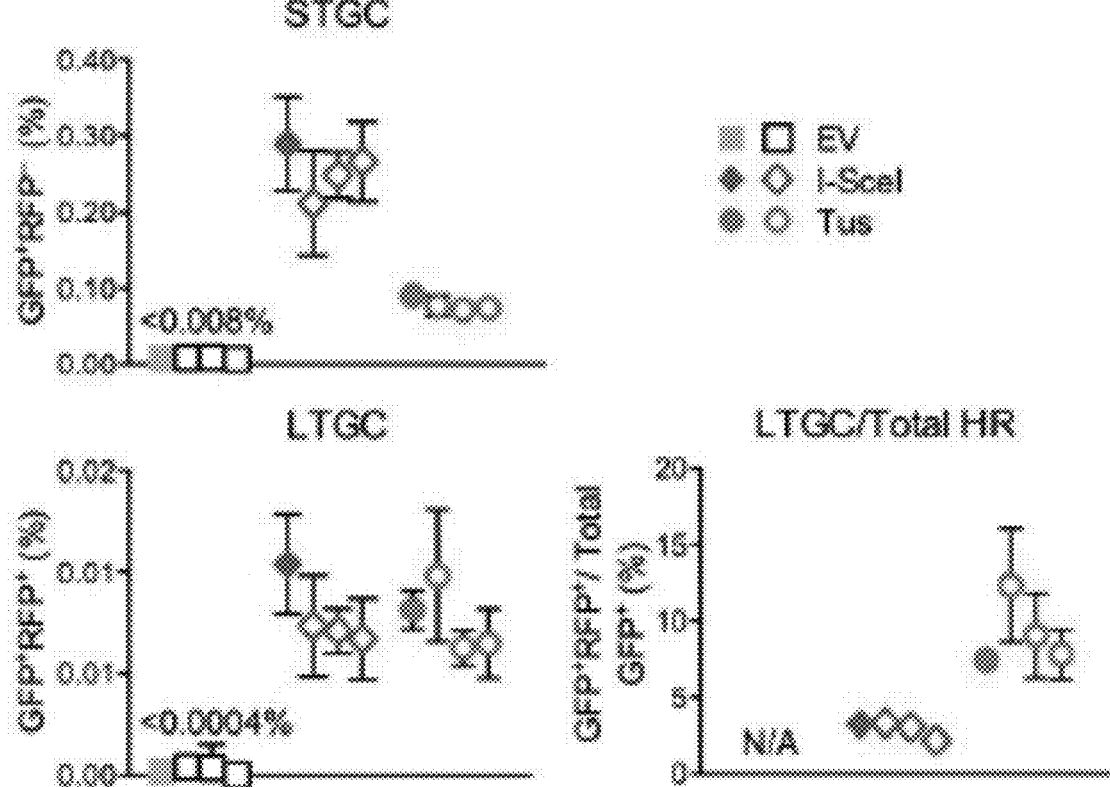 STGC
GFP⁺RFP⁻ (%)
0.40
0.30
0.20
0.10
0.00
<0.008%
EV
I-SceI
Tus
LTGC
GFP⁺RFP⁺ (%)
0.02
0.01
0.01
0.00
<0.0004%
LTGC/Total HR
GFP⁺RFP⁺/ Total
GFP⁺ (%)
20
15
10
5
0
N/A